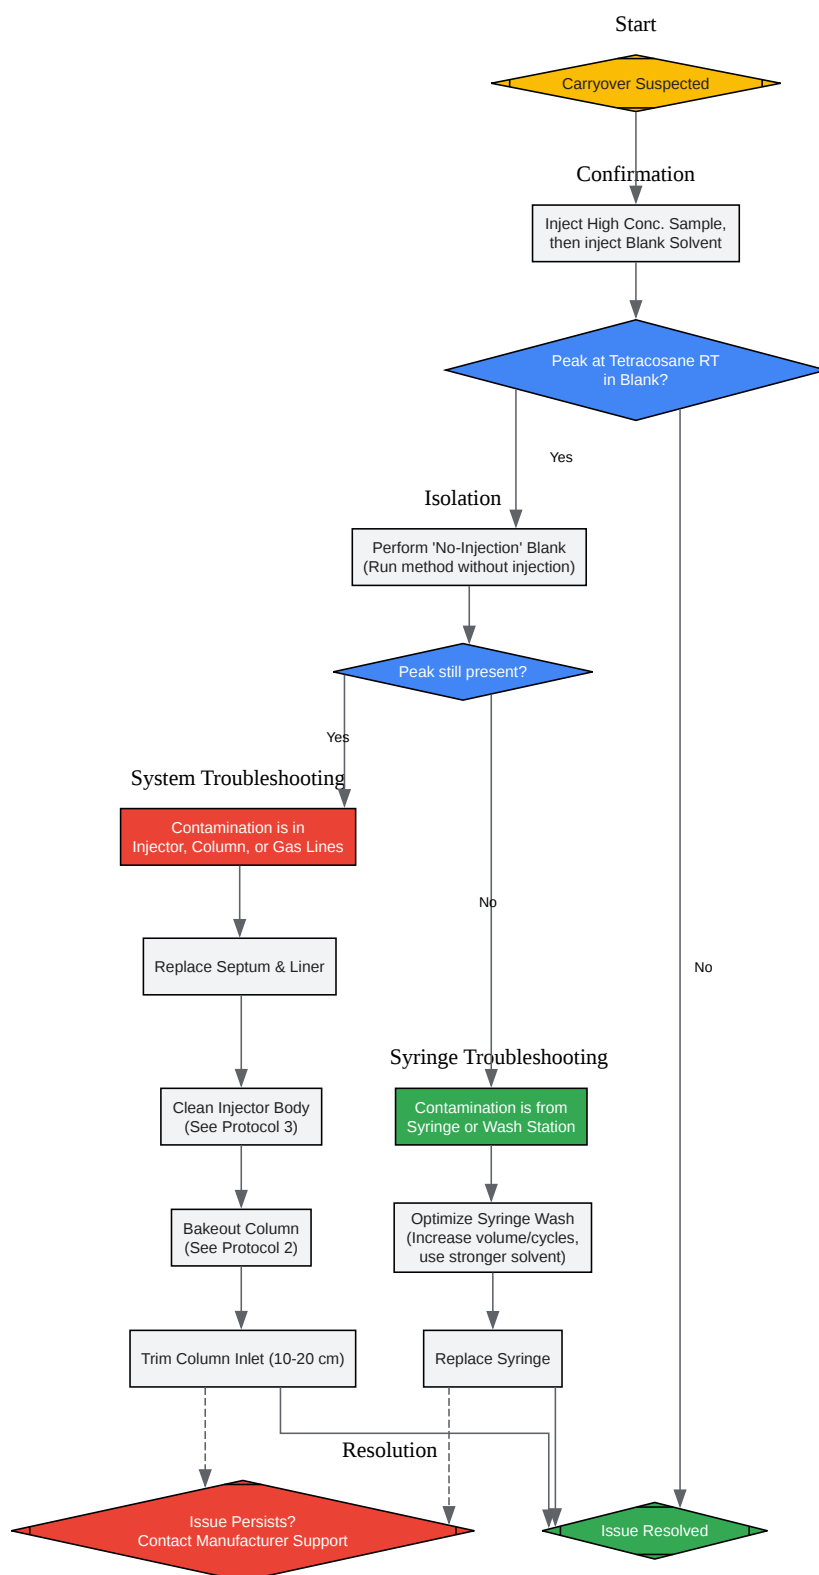 Start
Carryover Suspected
Confirmation
Inject High Conc. Sample,
then inject Blank Solvent
Peak at Tetracosane RT
in Blank?
Yes
Isolation
Perform 'No-Injection' Blank
(Run method without injection)
Peak still present?
Yes
System Troubleshooting
Contamination is in
Injector, Column, or Gas Lines
No
Replace Septum & Liner
No
Syringe Troubleshooting
Clean Injector Body
(See Protocol 3)
Contamination is from
Syringe or Wash Station
Bakeout Column
(See Protocol 2)
Optimize Syringe Wash
(Increase volume/cycles,
use stronger solvent)
Trim Column Inlet (10-20 cm)
Replace Syringe
Resolution
Issue Persists?
Contact Manufacturer Support
Issue Resolved